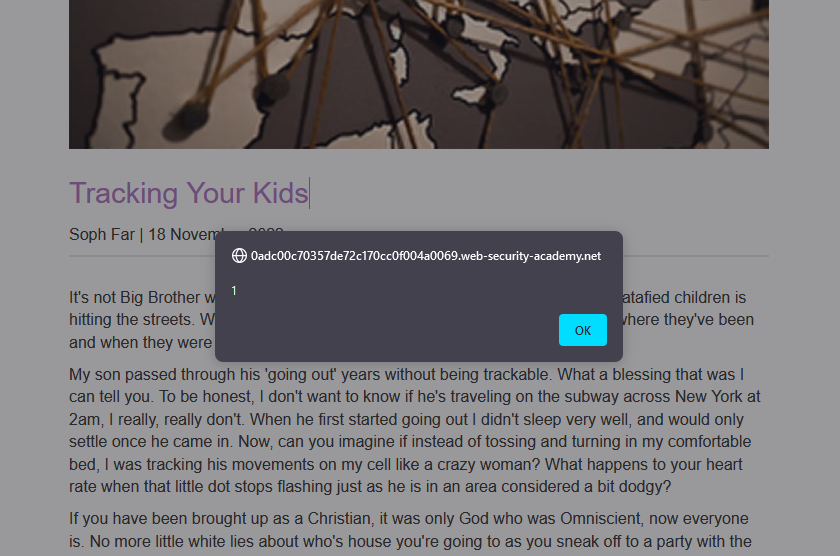 Tracking Your Kids
Soph Far | 18 Novem
0adc00c70357de72c170cc0f004a0069.web-security-academy.net
1
OK
It's not Big Brother w atafied children is
hitting the streets. W where they've been
and when they were
My son passed through his 'going out' years without being trackable. What a blessing that was I
can tell you. To be honest, I don't want to know if he's traveling on the subway across New York at
2am, I really, really don't. When he first started going out I didn't sleep very well, and would only
settle once he came in. Now, can you imagine if instead of tossing and turning in my comfortable
bed, I was tracking his movements on my cell like a crazy woman? What happens to your heart
rate when that little dot stops flashing just as he is in an area considered a bit dodgy?
If you have been brought up as a Christian, it was only God who was Omniscient, now everyone
is. No more little white lies about who's house you're going to as you sneak off to a party with the